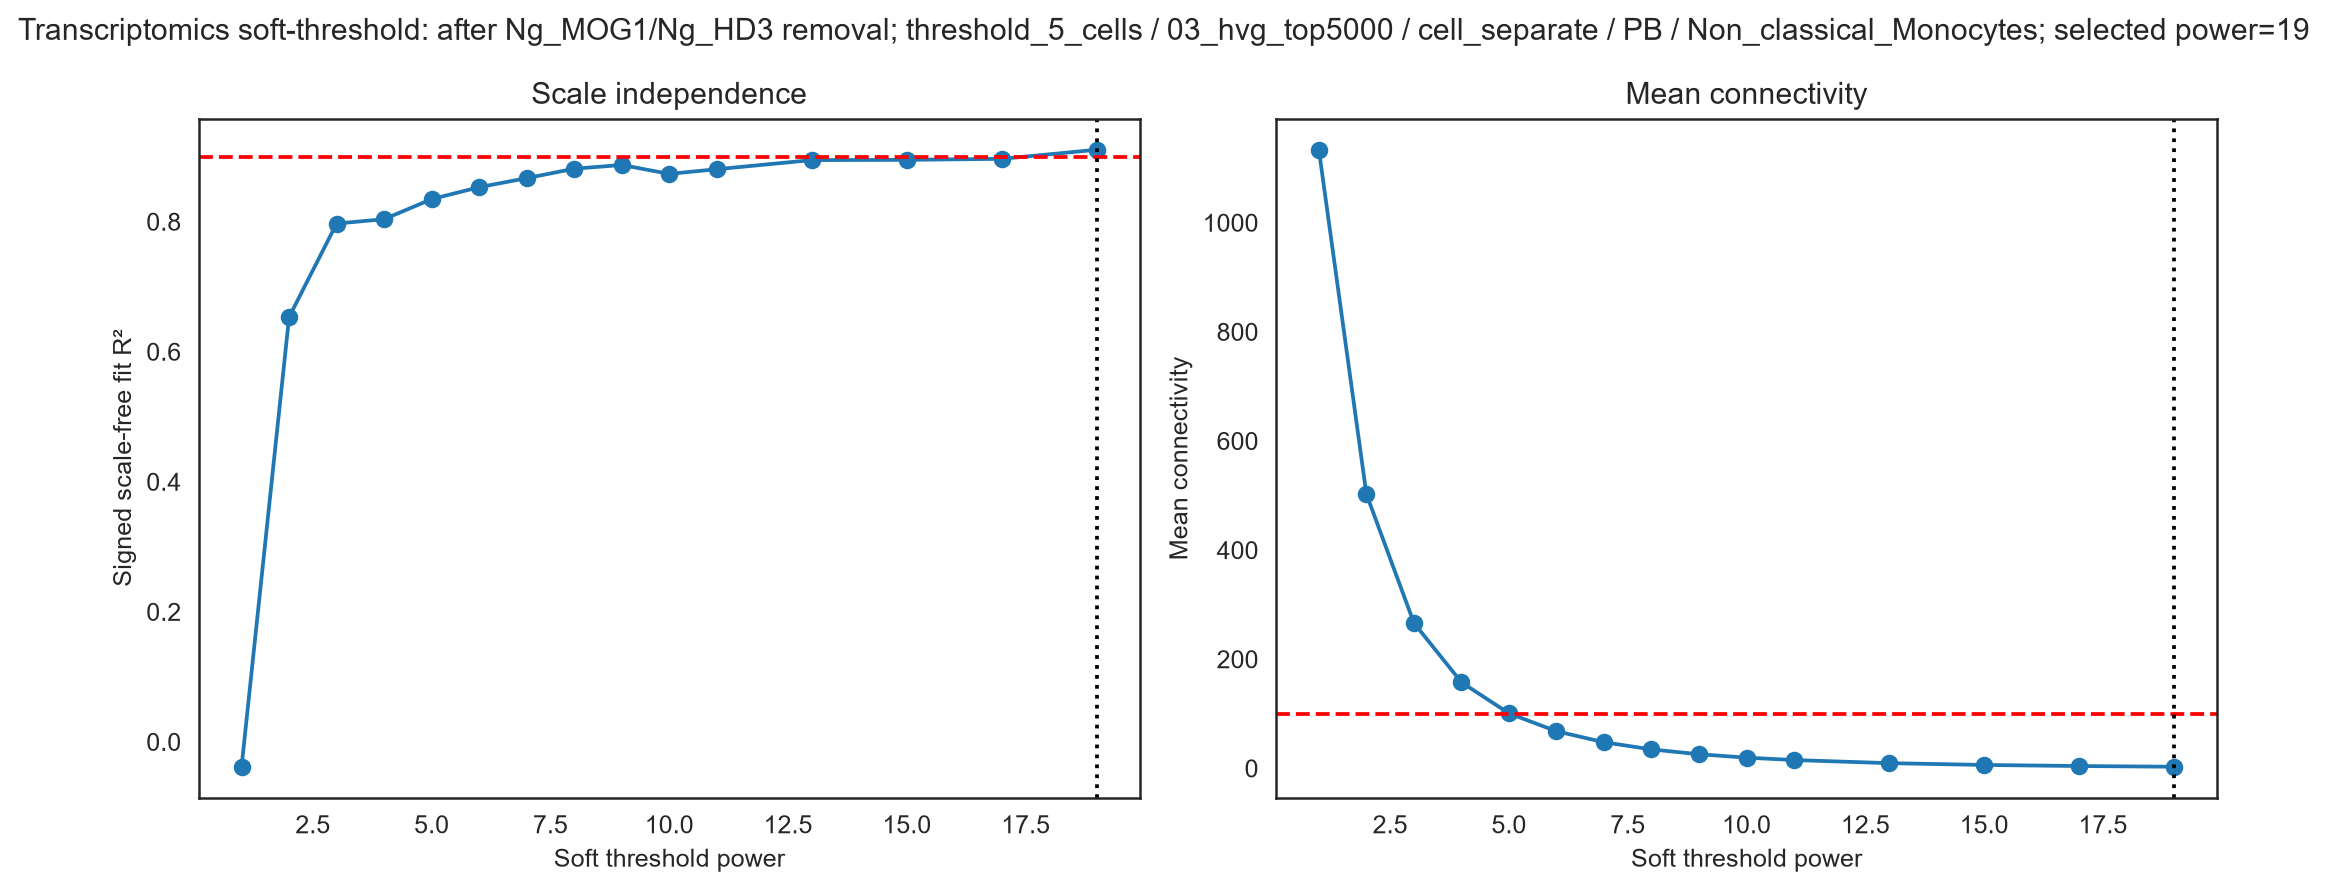 Transcriptomics soft-threshold: after Ng_MOG1/Ng_HD3 removal; threshold_5_cells / 03_hvg_top5000 / cell_separate / PB / Non_classical_Monocytes; selected power=19
Scale independence
Signed scale-free fit R²
0.8
0.6
0.4
0.2
0.0
2.5 5.0 7.5 10.0 12.5 15.0 17.5
Soft threshold power
Mean connectivity
Mean connectivity
1000
800
600
400
200
0
2.5 5.0 7.5 10.0 12.5 15.0 17.5
Soft threshold power